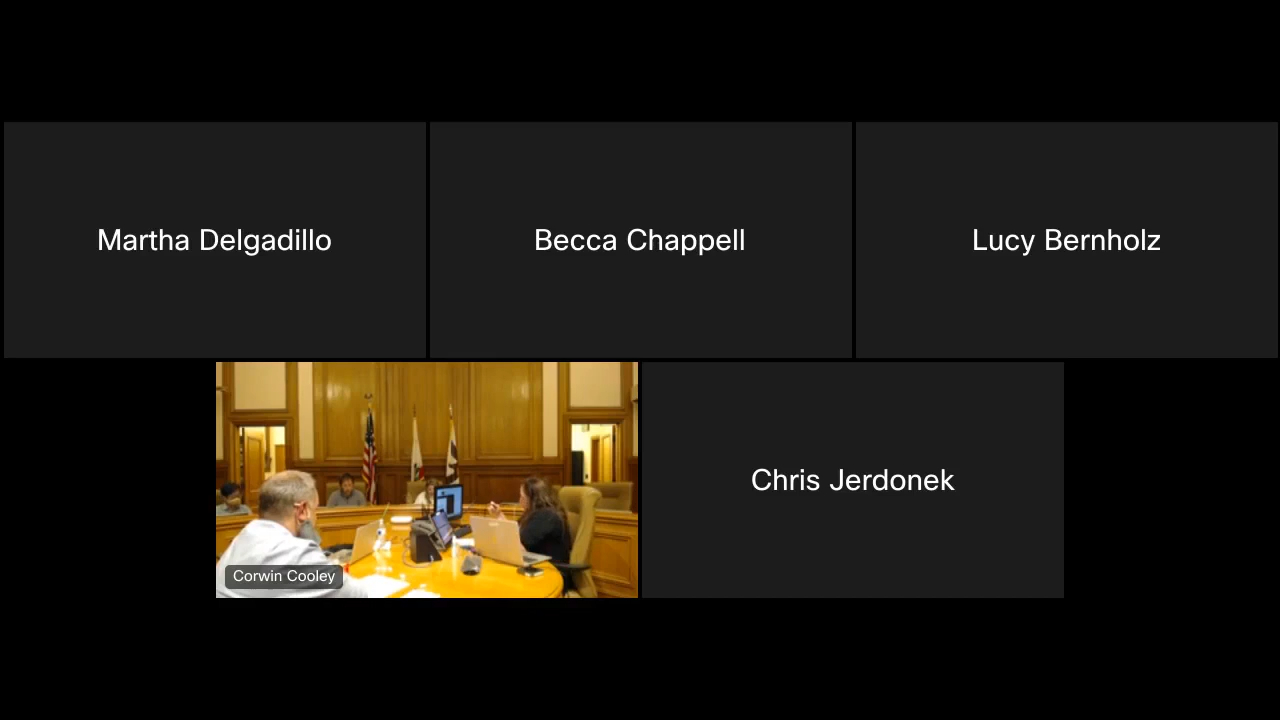 Martha Delgadillo
Becca Chappell
Lucy Bernholz
Corwin Cooley
Chris Jerdonek